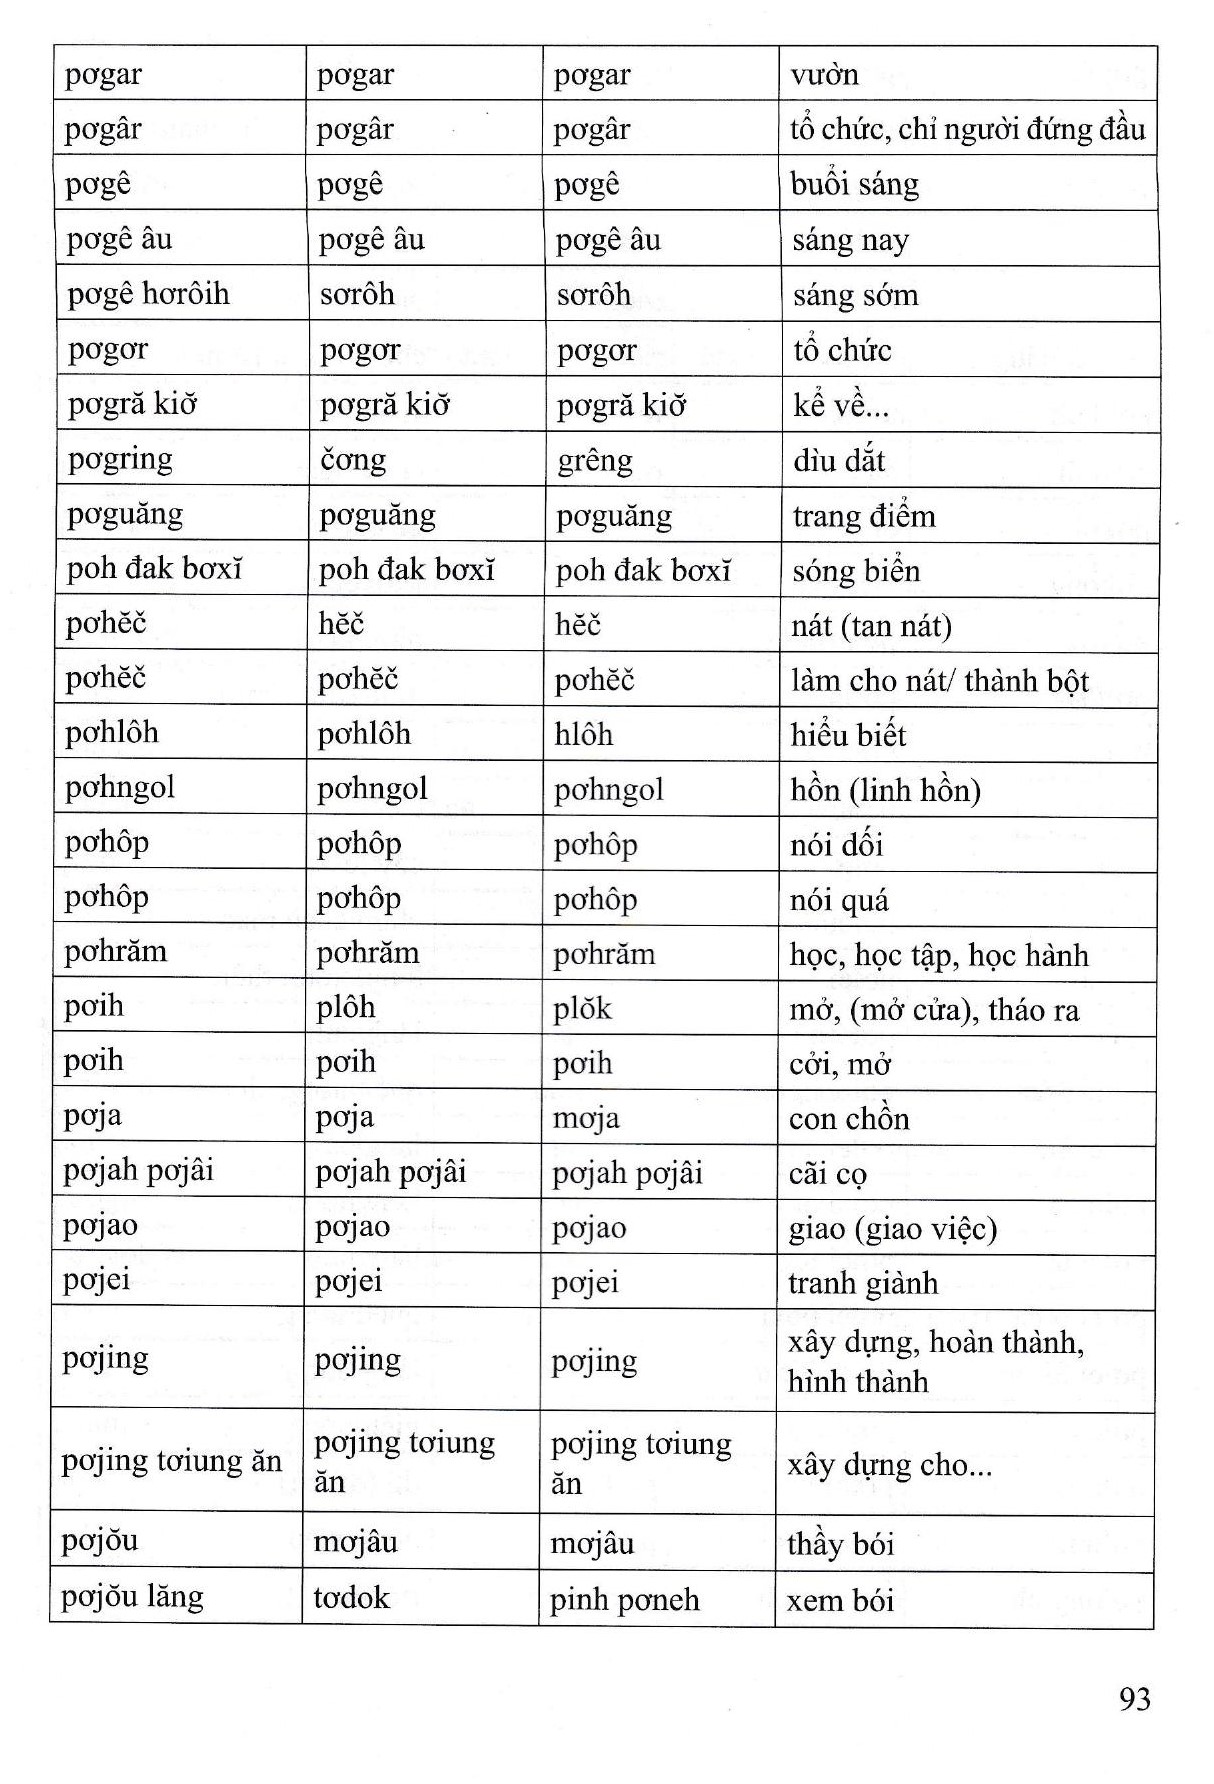 pơgar pơgar pơgar vườn
pơgâr pơgâr pơgâr tổ chức, chỉ người đứng đầu
pơgê pơgê pơgê buổi sáng
pơgê âu pơgê âu pơgê âu sáng nay
pơgê hơrôih sơrôh sơrôh sáng sớm
pơgơr pơgơr pơgơr tổ chức
pơgră kiơ̆ pơgră kiơ̆ pơgră kiơ̆ kể về...
pơgring čơng grêng dìu dắt
pơguăng pơguăng pơguăng trang điểm
poh đak bơxĭ poh đak bơxĭ poh đak bơxĭ sóng biển
pơhĕč hĕč hĕč nát (tan nát)
pơhĕč pơhĕč pơhĕč làm cho nát/ thành bột
pơhlôh pơhlôh hlôh hiểu biết
pơhngol pơhngol pơhngol hồn (linh hồn)
pơhôp pơhôp pơhôp nói dối
pơhôp pơhôp pơhôp nói quá
pơhrăm pơhrăm pơhrăm học, học tập, học hành
pơih plôh plŏk mở, (mở cửa), tháo ra
pơih pơih pơih cởi, mở
pơja pơja mơja con chồn
pơjah pơjâi pơjah pơjâi pơjah pơjâi cãi cọ
pơjao pơjao pơjao giao (giao việc)
pơjei pơjei pơjei tranh giành
pơjing pơjing pơjing xây dựng, hoàn thành,
hình thành
pơjing tơiung ăn pơjing tơiung pơjing tơiung xây dựng cho...
ăn ăn
pơjŏu mơjâu mơjâu thầy bói
pơjŏu lăng tơdok pinh pơneh xem bói
93